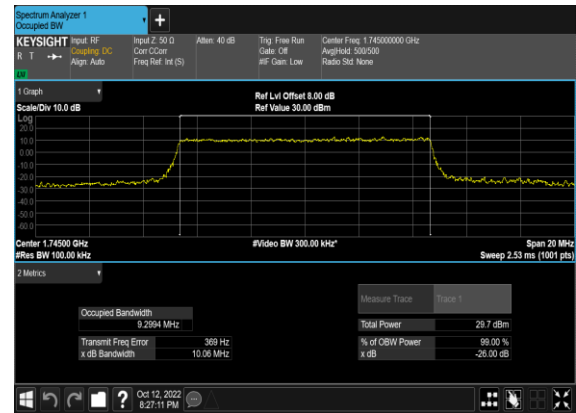 Spectrum Analyzer 1
Occupied BW
KEYSIGHT
R T
LXI
Input: RF
Coupling: DC
Align: Auto
Input Z: 50 Ω
Corr CCorr
Freq Ref: Int (S)
Atten: 40 dB
Trig: Free Run
Gate: Off
#IF Gain: Low
Center Freq: 1.745000000 GHz
Avg|Hold: 500/500
Radio Std: None
1 Graph
Scale/Div 10.0 dB
Ref Lvl Offset 8.00 dB
Ref Value 30.00 dBm
Log
20.0
10.0
0.00
-10.0
-20.0
-30.0
-40.0
-50.0
-60.0
Center 1.74500 GHz
#Video BW 300.00 kHz*
Span 20 MHz
#Res BW 100.00 kHz
Sweep 2.53 ms (1001 pts)
2 Metrics
Measure Trace
Trace 1
Occupied Bandwidth
9.2994 MHz
Total Power
29.7 dBm
Transmit Freq Error
369 Hz
% of OBW Power
99.00 %
x dB Bandwidth
10.06 MHz
x dB
-26.00 dB
Oct 12, 2022
8:27:11 PM